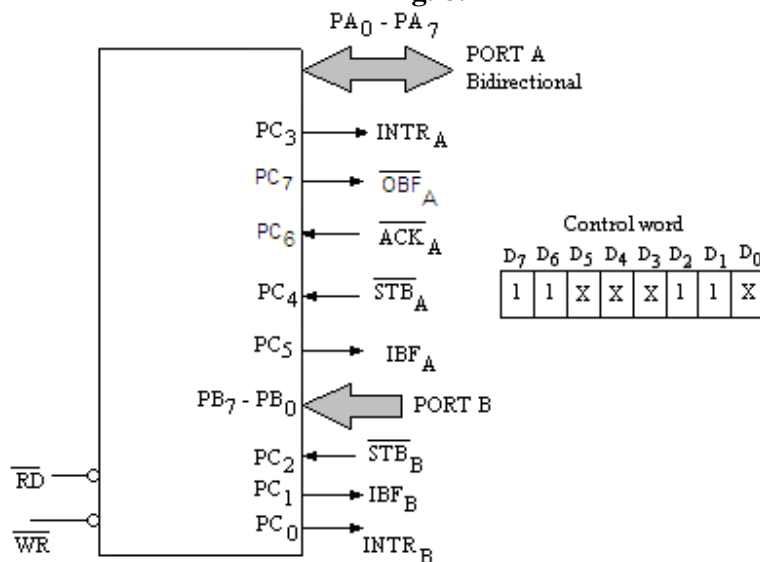 PA0 - PA7
PORT A
Bidirectional
PC3 INTRA
PC7 OBFA
PC6 ACKA
Control word
D7 D6 D5 D4 D3 D2 D1 D0
1 1 X X X 1 1 X
PC4 STBA
PC5 IBFA
PB7 - PB0 PORT B
PC2 STBB
RD
PC1 IBFB
PC0
WR
INTRB